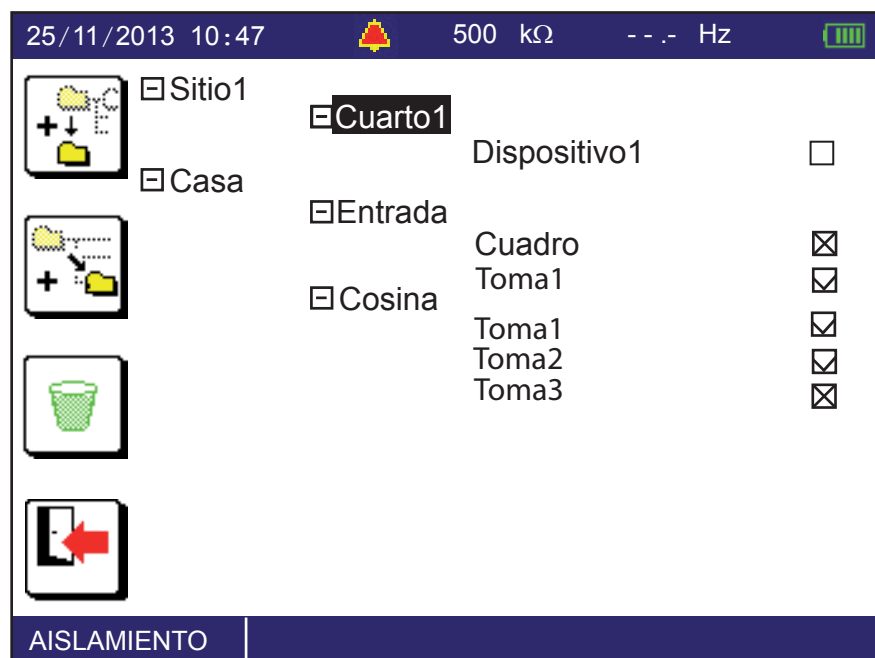 25/11/2013 10:47 500 kΩ - - .- Hz
Sitio1
Cuarto1
Dispositivo1
Casa
Entrada
Cuadro
Toma1
Cosina
Toma1
Toma2
Toma3
AISLAMIENTO